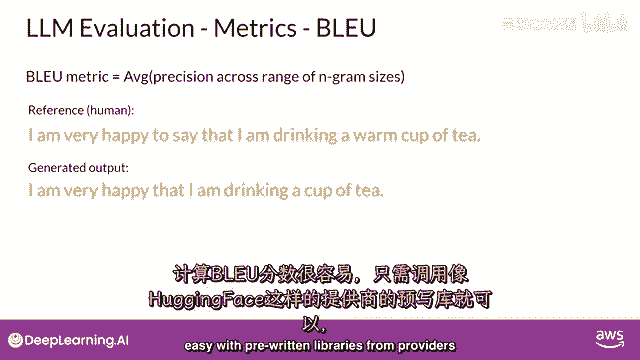 LLM Evaluation - Metrics - BLEU
BLEU metric = Avg(precision across range of n-gram sizes)
Reference (human):
I am very happy to say that I am drinking a warm cup of tea.
Generated output:
I am very happy that I am drinking a cup of tea.
计算BLEU分数很容易，只需调用像
HuggingFace这样的提供商的预写库就可
以，
easy with pre-written libraries from providers
DeepLearning.AI
aws